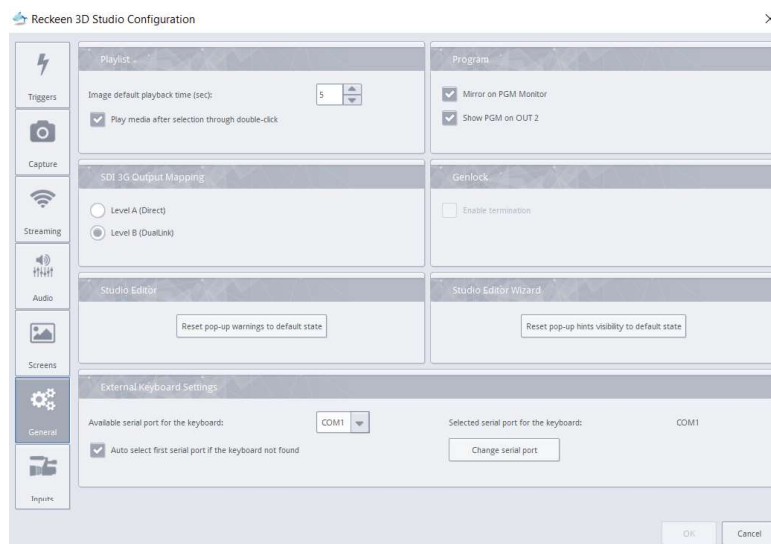 Reckeen 3D Studio Configuration
Triggers
Capture
Streaming
Audio
Screens
General
Inputs
Playlist
Image default playback time (sec):
5
Play media after selection through double-click
Program
Mirror on PGM Monitor
Show PGM on OUT 2
SDI 3G Output Mapping
Level A (Direct)
Level B (DualLink)
Genlock
Enable termination
Studio Editor
Reset pop-up warnings to default state
Studio Editor Wizard
Reset pop-up hints visibility to default state
External Keyboard Settings
Available serial port for the keyboard:
COM1
Selected serial port for the keyboard:
COM1
Auto select first serial port if the keyboard not found
Change serial port
OK
Cancel